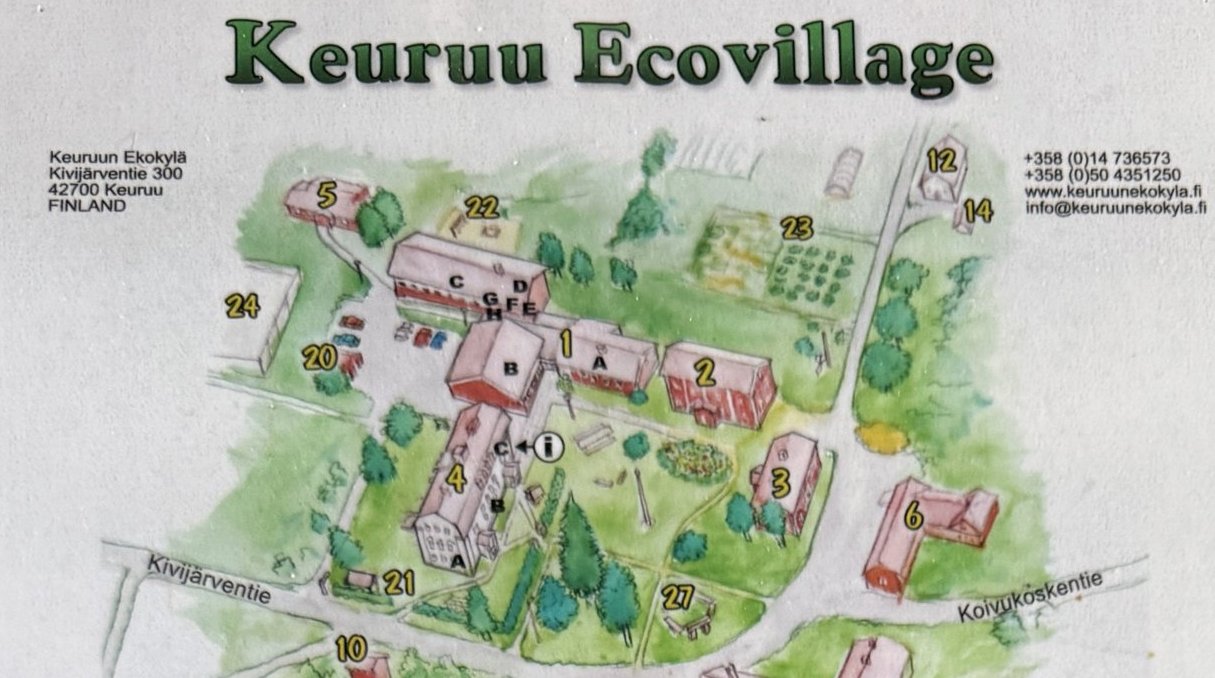 Keuruu Ecovillage
Keuruun Ekokylä
Kivijärventie 300
42700 Keuruu
FINLAND
+358 (0)14 736573
+358 (0)50 4351250
www.keuruunekokyla.fi
info@keuruunekokyla.fi
12
14
5
22
23
24
C
D
G
F
E
H
20
1
A
B
2
4
C
i
3
B
6
A
21
27
Kivijärventie
Koivukoskentie
10